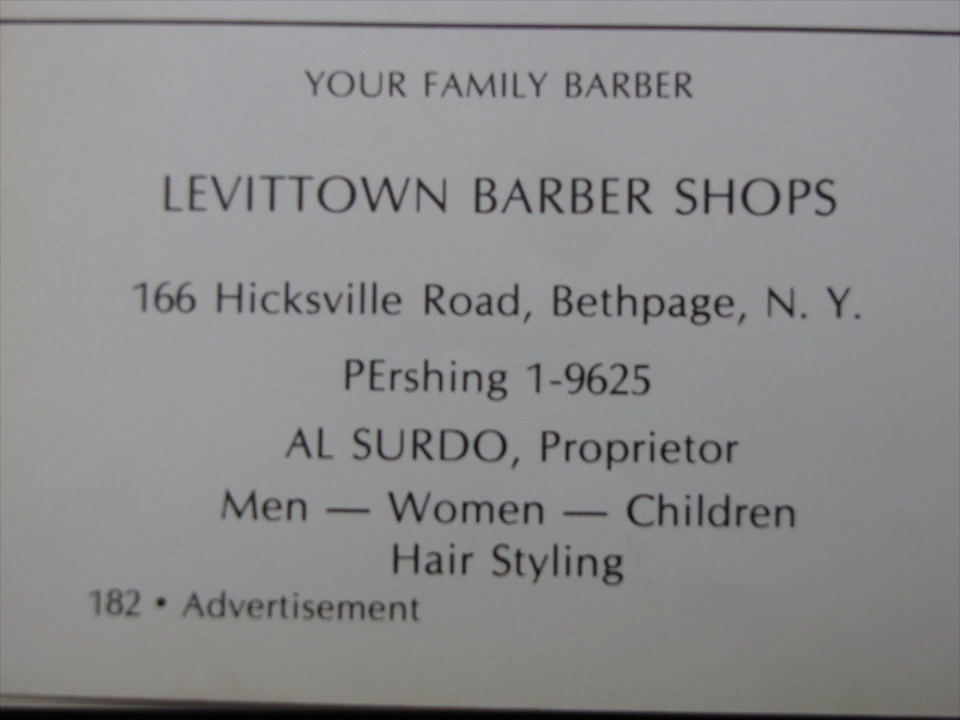 YOUR FAMILY BARBER
LEVITTOWN BARBER SHOPS
166 Hicksville Road, Bethpage, N. Y.
PErshing 1-9625
AL SURDO, Proprietor
Men — Women — Children
Hair Styling
182 • Advertisement